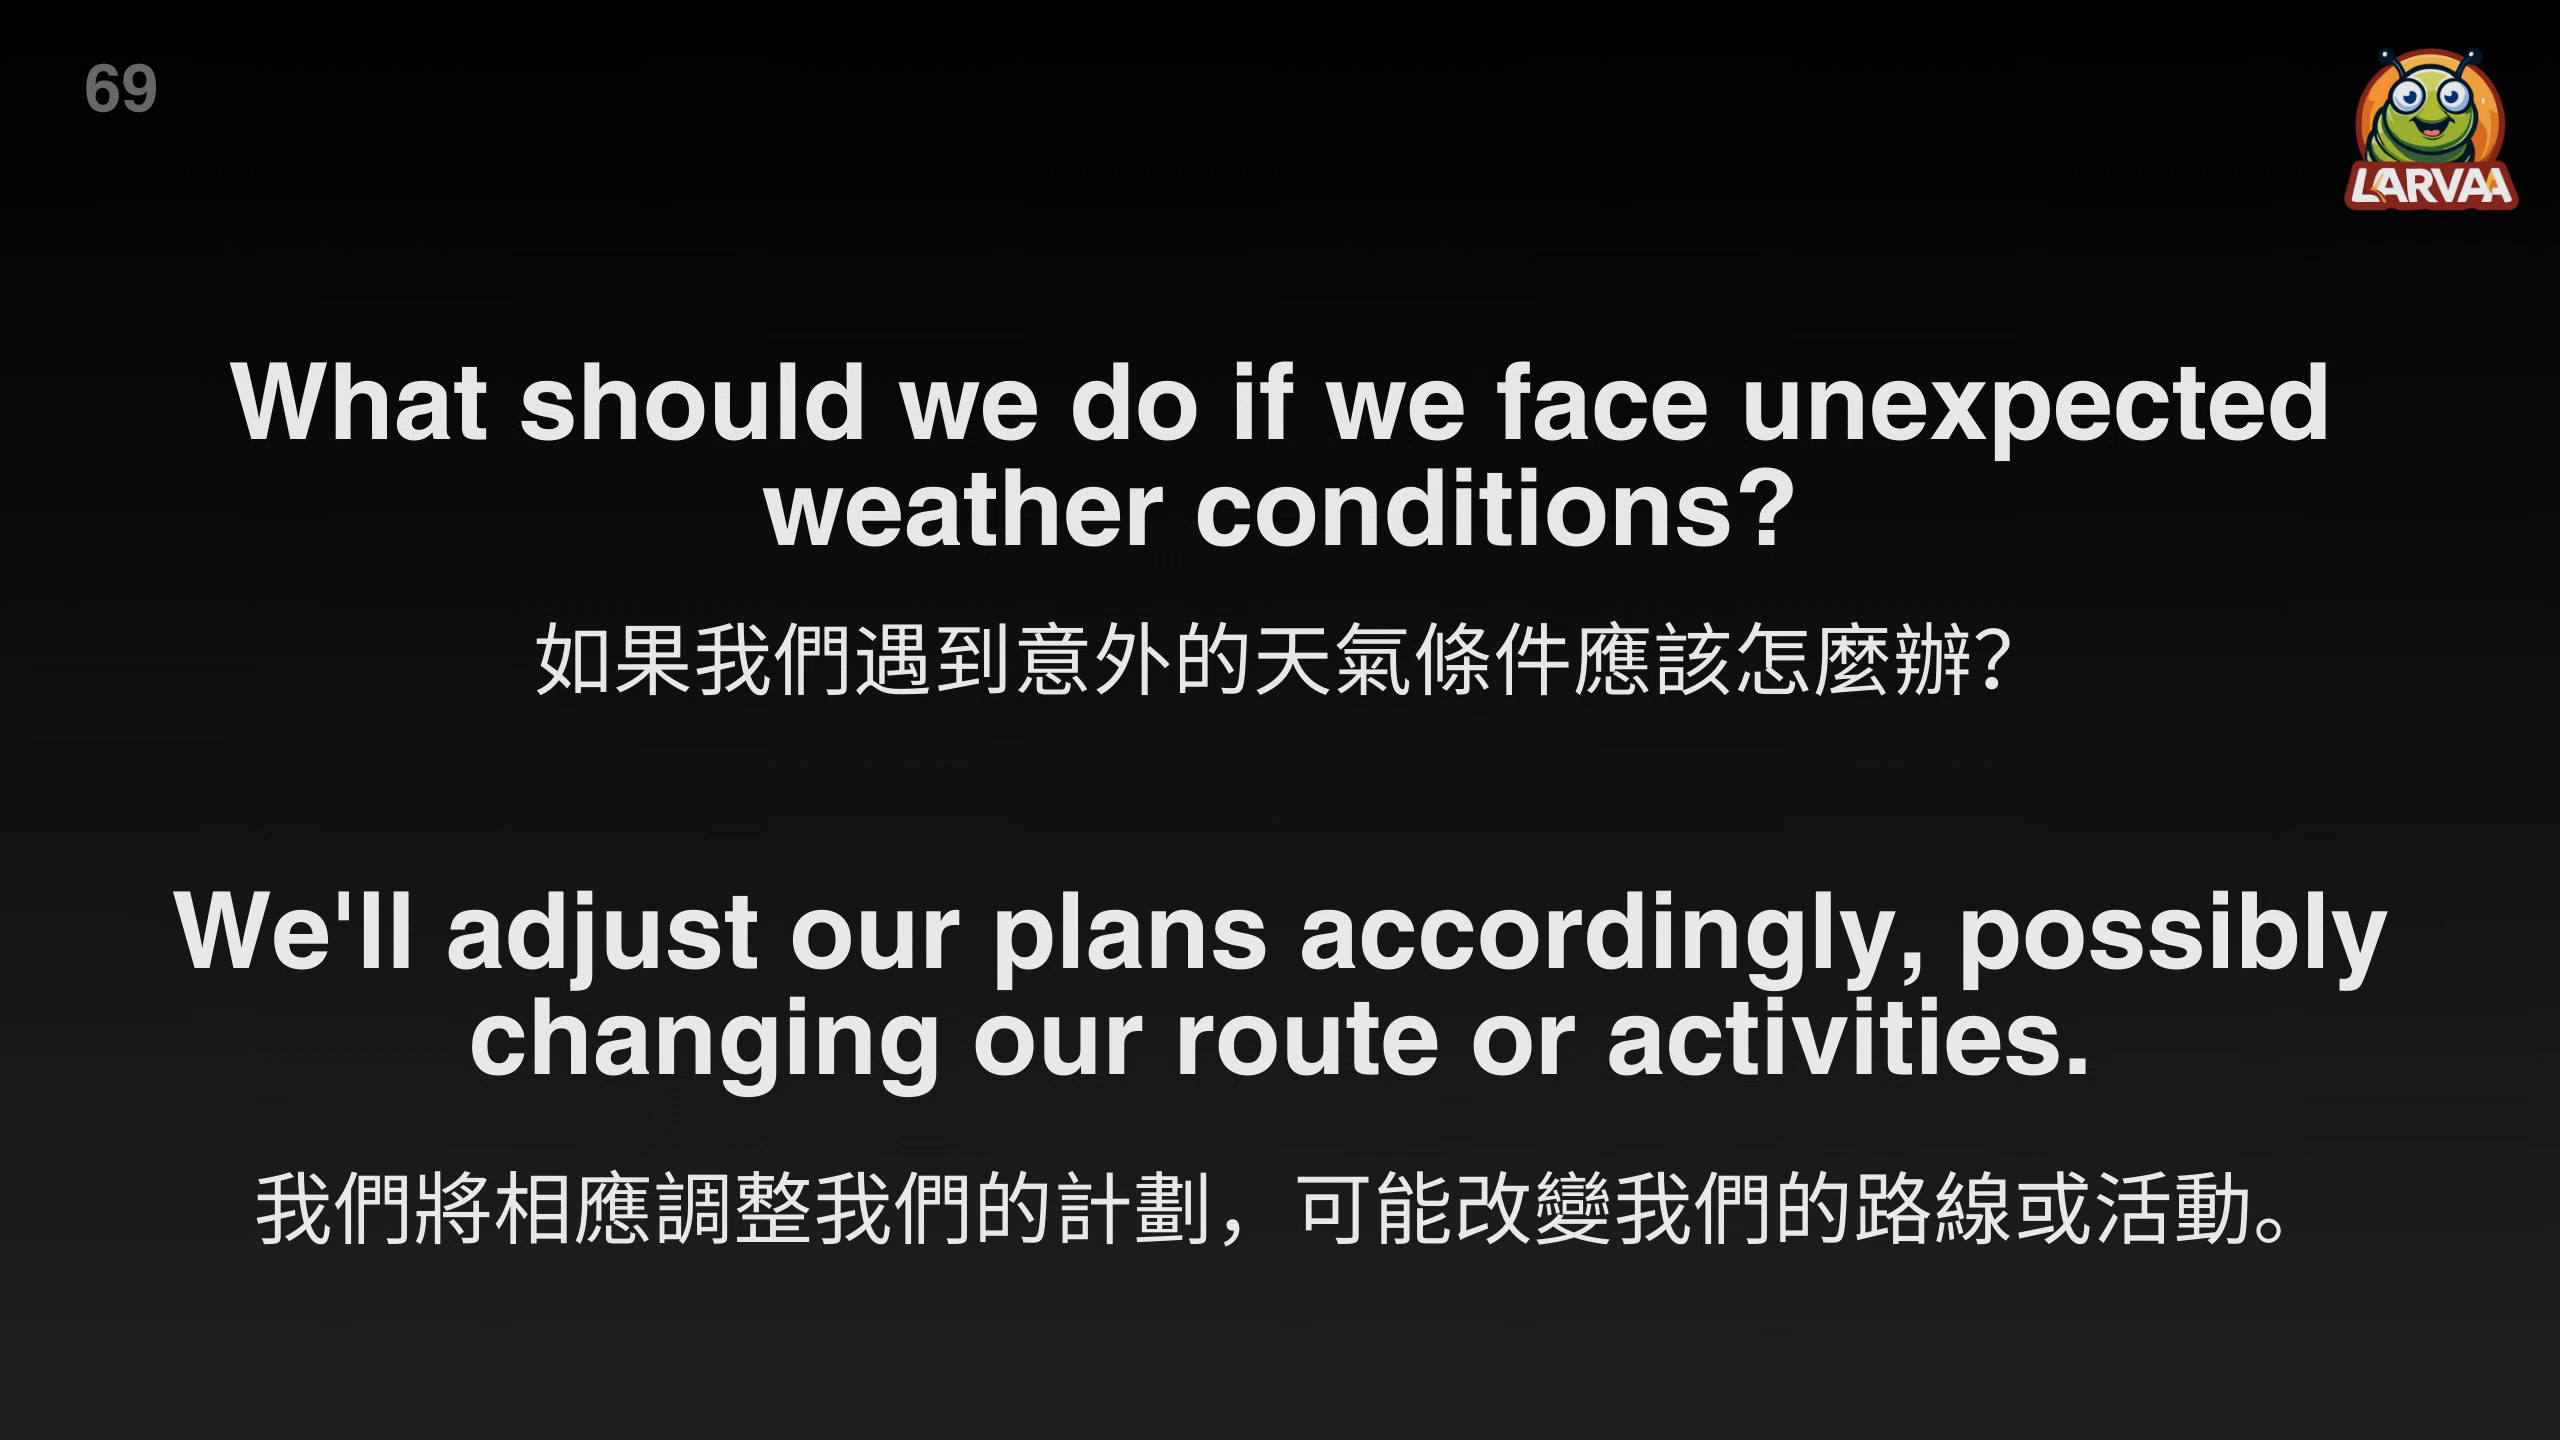 69
LARVAA
What should we do if we face unexpected
weather conditions?
如果我們遇到意外的天氣條件應該怎麼辦？
We'll adjust our plans accordingly, possibly
changing our route or activities.
我們將相應調整我們的計劃，可能改變我們的路線或活動。